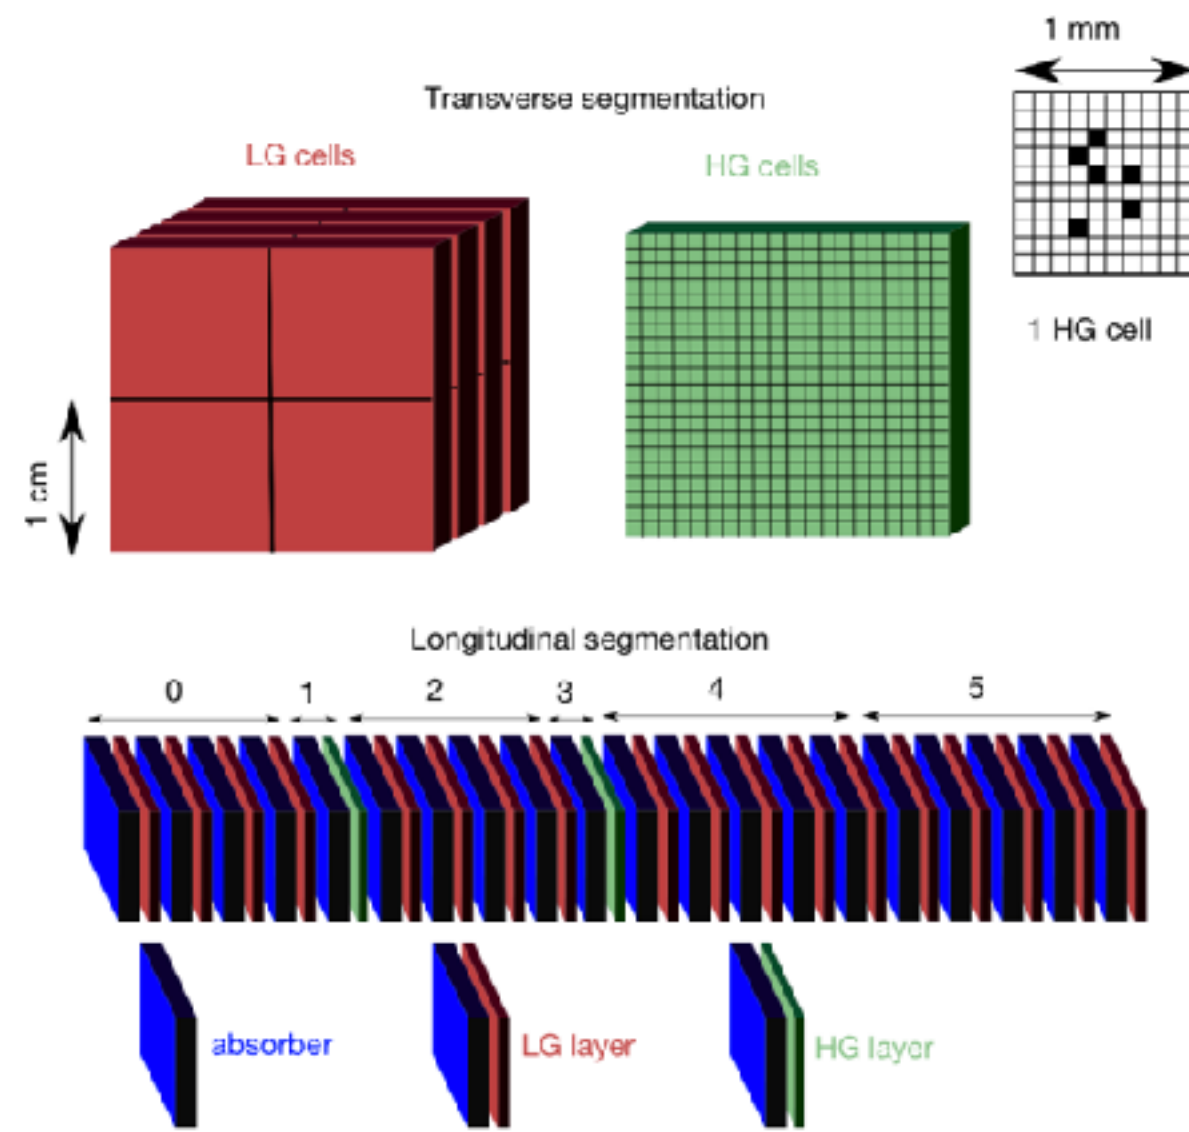 1 mm
Transverse segmentation
LG cells
HG cells
1 HG cell
1 cm
Longitudinal segmentation
0 1 2 3 4 5
absorber
LG layer
HG layer